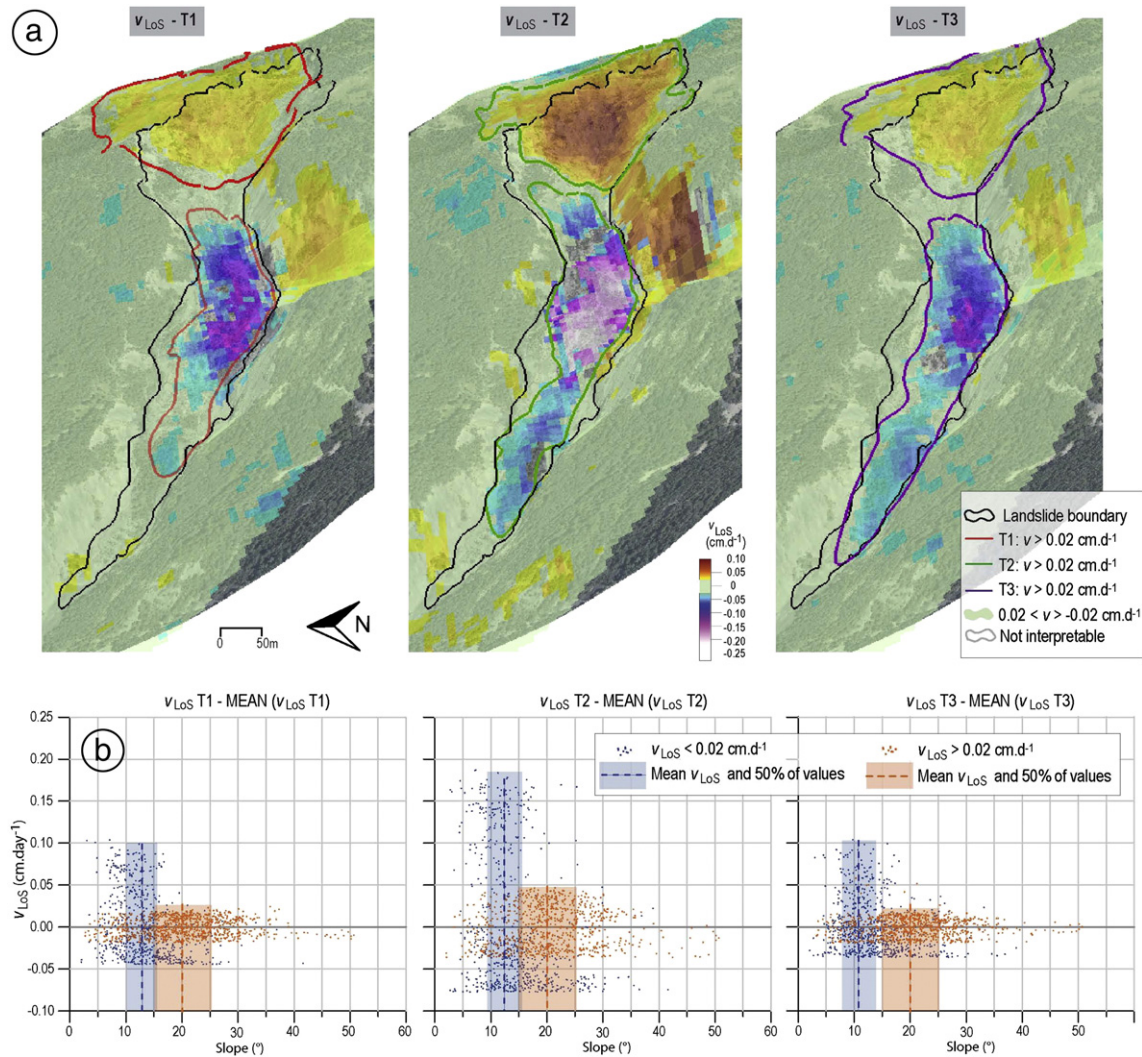 a
vLoS - T1
vLoS - T2
vLoS - T3
vLoS
(cm.d-1)
0.10
0.05
0
-0.05
-0.10
-0.15
-0.20
-0.25
0
50m
N
Landslide boundary
T1: v > 0.02 cm.d-1
T2: v > 0.02 cm.d-1
T3: v > 0.02 cm.d-1
0.02 < v > -0.02 cm.d-1
Not interpretable
b
vLoS T1 - MEAN (vLoS T1)
vLoS T2 - MEAN (vLoS T2)
vLoS T3 - MEAN (vLoS T3)
vLoS < 0.02 cm.d-1
vLoS > 0.02 cm.d-1
Mean vLoS and 50% of values
Mean vLoS and 50% of values
vLoS (cm.day-1)
0.25
0.20
0.15
0.10
0.05
0.00
-0.05
-0.10
0 10 20 30 40 50 60
0 10 20 30 40 50 60
0 10 20 30 40 50
Slope (°)
Slope (°)
Slope (°)